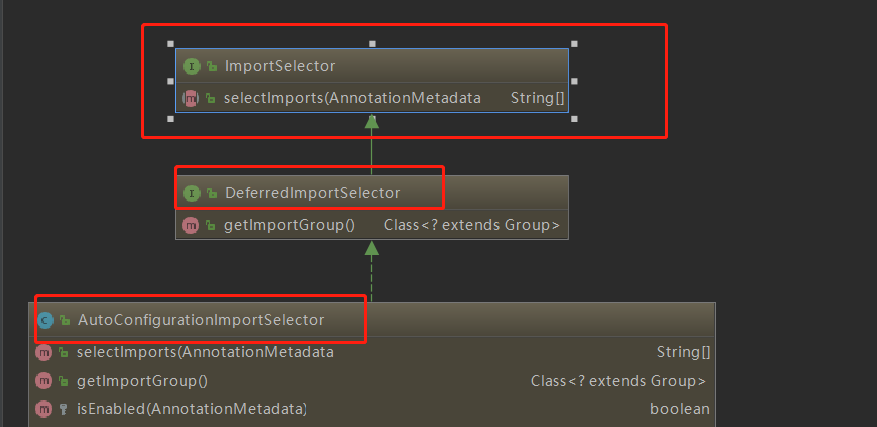 ImportSelector
selectImports(AnnotationMetadata String[]
DeferredImportSelector
getImportGroup() Class<? extends Group>
AutoConfigurationImportSelector
selectImports(AnnotationMetadata String[]
getImportGroup() Class<? extends Group>
isEnabled(AnnotationMetadata) boolean